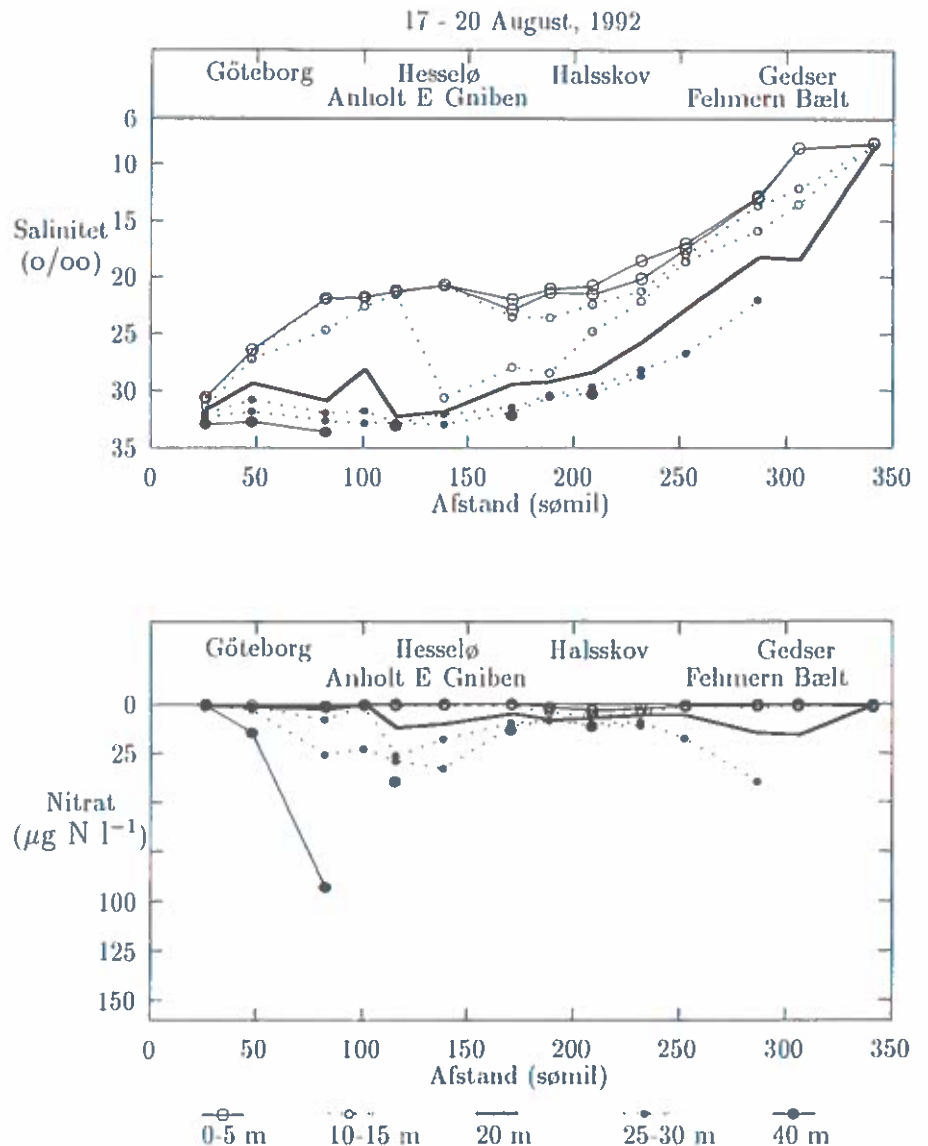 17 - 20 August, 1992
Göteborg Hesselø Halsskov Gedser
Anholt E Gniben Fehmern Bælt
6
10
15
20
25
30
35
Salinitet
(o/oo)
0 50 100 150 200 250 300 350
Afstand (sømil)
Göteborg Hesselø Halsskov Gedser
Anholt E Gniben Fehmern Bælt
0
25
Nitrat
(μg N l⁻¹)
100
125
150
0 50 100 150 200 250 300 350
Afstand (sømil)
0-5 m 10-15 m 20 m 25-30 m 40 m